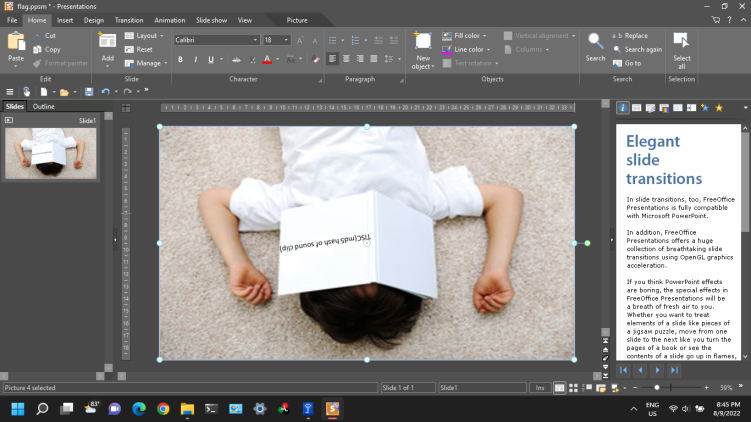 flag.ppsm * - Presentations
File Home Insert Design Transition Animation Slide show View Picture
Paste
Cut
Copy
Format painter
Edit
Add
Layout
Reset
Manage
Slide
Calibri 18
B I U
Character
Paragraph
New object
Fill color
Line color
Text rotation
Vertical alignment
Columns
Objects
Search
a b Replace
Search again
Go to
Search
Select all
Selection
Slides Outline
Slide1
TISC{md5 hash of sound clip}
Elegant
slide
transitions
In slide transitions, too, FreeOffice
Presentations is fully compatible
with Microsoft PowerPoint.
In addition, FreeOffice
Presentations offers a huge
collection of breathtaking slide
transitions using OpenGL graphics
acceleration.
If you think PowerPoint effects
are boring, the special effects in
FreeOffice Presentations will be
a breath of fresh air to you.
Whether you want to treat
elements of a slide like pieces of
a jigsaw puzzle, move from one
slide to the next like you turn the
pages of a book or see the
contents of a slide go up in flames,
Picture 4 selected
Slide 1 of 1
Slide1
Ins
59%
83°
ENG
US
8:45 PM
8/9/2022